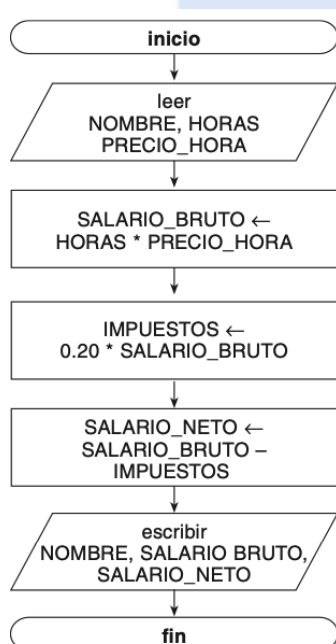 inicio
leer
NOMBRE, HORAS
PRECIO_HORA
SALARIO_BRUTO ←
HORAS * PRECIO_HORA
IMPUESTOS ←
0.20 * SALARIO_BRUTO
SALARIO_NETO ←
SALARIO_BRUTO –
IMPUESTOS
escribir
NOMBRE, SALARIO BRUTO,
SALARIO_NETO
fin